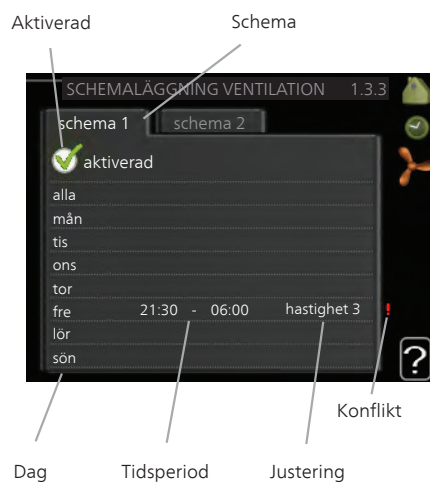 Aktiverad Schema
SCHEMALÄGGNING VENTILATION 1.3.3
schema 1 schema 2
aktiverad
alla
mån
tis
ons
tor
fre 21:30 - 06:00 hastighet 3 !
lör
sön
?
Konflikt
Dag Tidsperiod Justering